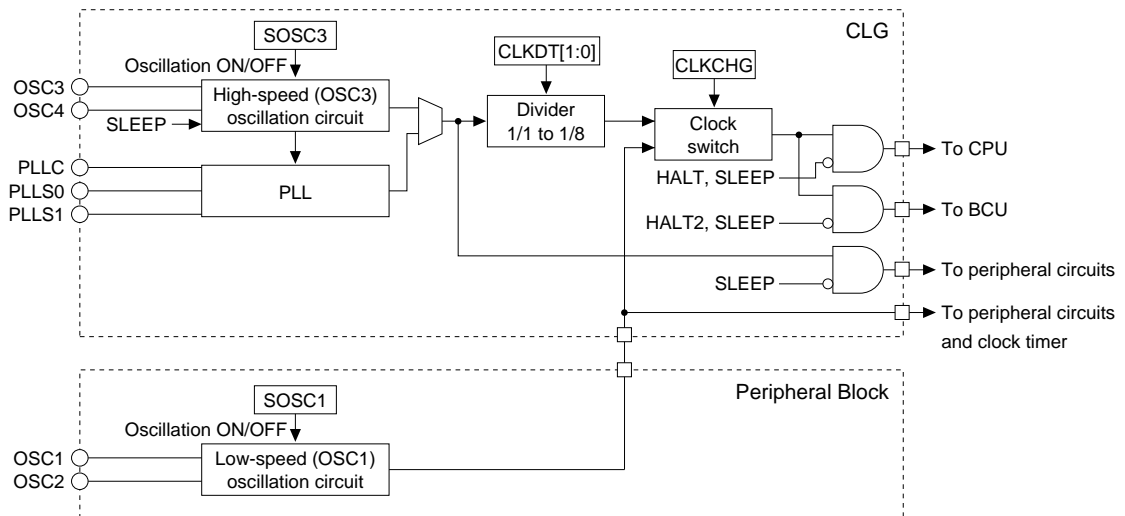 CLG
SOSC3
CLKDT[1:0]
CLKCHG
Oscillation ON/OFF
OSC3
OSC4
SLEEP
High-speed (OSC3)
oscillation circuit
Divider
1/1 to 1/8
Clock
switch
To CPU
HALT, SLEEP
PLLC
PLLS0
PLLS1
PLL
HALT2, SLEEP
To BCU
SLEEP
To peripheral circuits
To peripheral circuits
and clock timer
Peripheral Block
SOSC1
Oscillation ON/OFF
OSC1
OSC2
Low-speed (OSC1)
oscillation circuit